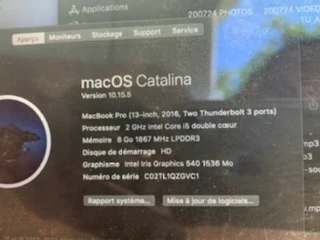 Applications
200724 PHOTOS
200724 VIDEO
TU_A
Aperçu Moniteurs Stockage Support Service
macOS Catalina
Version 10.15.5
MacBook Pro (13-inch, 2016, Two Thunderbolt 3 ports)
Processeur 2 GHz Intel Core i5 double cœur
Mémoire 8 Go 1867 MHz LPDDR3
Disque de démarrage HD
Graphisme Intel Iris Graphics 540 1536 Mo
Numéro de série C02TL1QZGVC1
Rapport système... Mise à jour de logiciels...
mp3